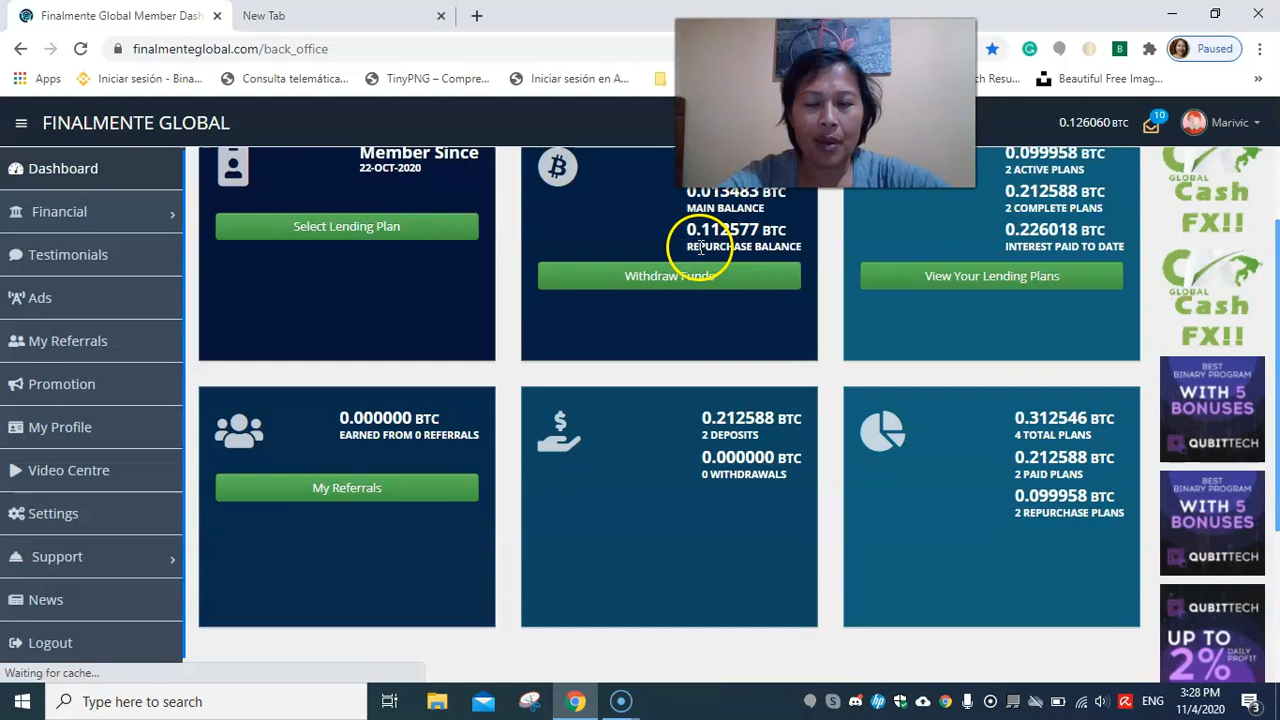 Finalmente Global Member Dash
New Tab
finalmenteglobal.com/back_office
Paused
Apps
Iniciar sesión - Bina...
Consulta telemátic...
TinyPNG – Compre...
Iniciar sesión en A...
ch Resu...
Beautiful Free Imag...
FINALMENTE GLOBAL
0.126060 BTC
10
Marivic
Dashboard
Financial
Testimonials
Ads
My Referrals
Promotion
My Profile
Video Centre
Settings
Support
News
Logout
Member Since
22-OCT-2020
Select Lending Plan
0.013483 BTC
MAIN BALANCE
0.112577 BTC
REPURCHASE BALANCE
Withdraw Funds
0.099958 BTC
2 ACTIVE PLANS
0.212588 BTC
2 COMPLETE PLANS
0.226018 BTC
INTEREST PAID TO DATE
View Your Lending Plans
0.000000 BTC
EARNED FROM 0 REFERRALS
My Referrals
0.212588 BTC
2 DEPOSITS
0.000000 BTC
0 WITHDRAWALS
0.312546 BTC
4 TOTAL PLANS
0.212588 BTC
2 PAID PLANS
0.099958 BTC
2 REPURCHASE PLANS
GLOBAL
Cash
FX!!
GLOBAL
Cash
FX!!
BEST
BINARY PROGRAM
WITH 5
BONUSES
QUBITTECH
BEST
BINARY PROGRAM
WITH 5
BONUSES
QUBITTECH
QUBITTECH
UP TO
2% DAILY
PROFIT
Waiting for cache...
Type here to search
ENG
3:28 PM
11/4/2020
3